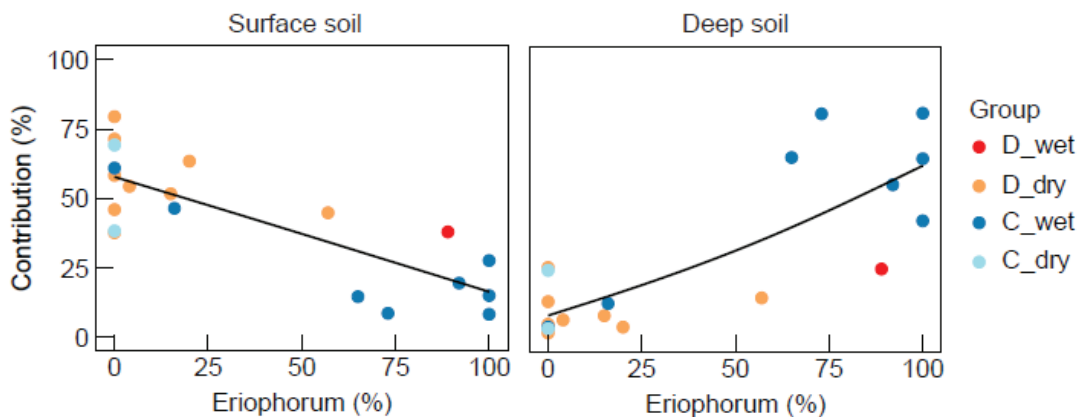 Surface soil
Deep soil
Contribution (%)
100
75
50
25
0
0 25 50 75 100
0 25 50 75 100
Eriophorum (%)
Eriophorum (%)
Group
D_wet
D_dry
C_wet
C_dry